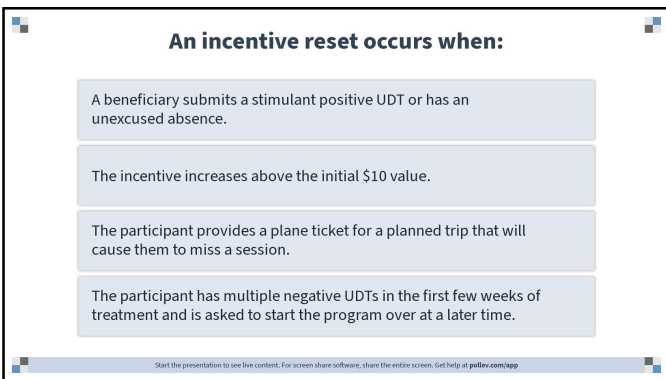 An incentive reset occurs when:
A beneficiary submits a stimulant positive UDT or has an
unexcused absence.
The incentive increases above the initial $10 value.
The participant provides a plane ticket for a planned trip that will
cause them to miss a session.
The participant has multiple negative UDTs in the first few weeks of
treatment and is asked to start the program over at a later time.
Start the presentation to see live content. For screen share software, share the entire screen. Get help at pollev.com/app